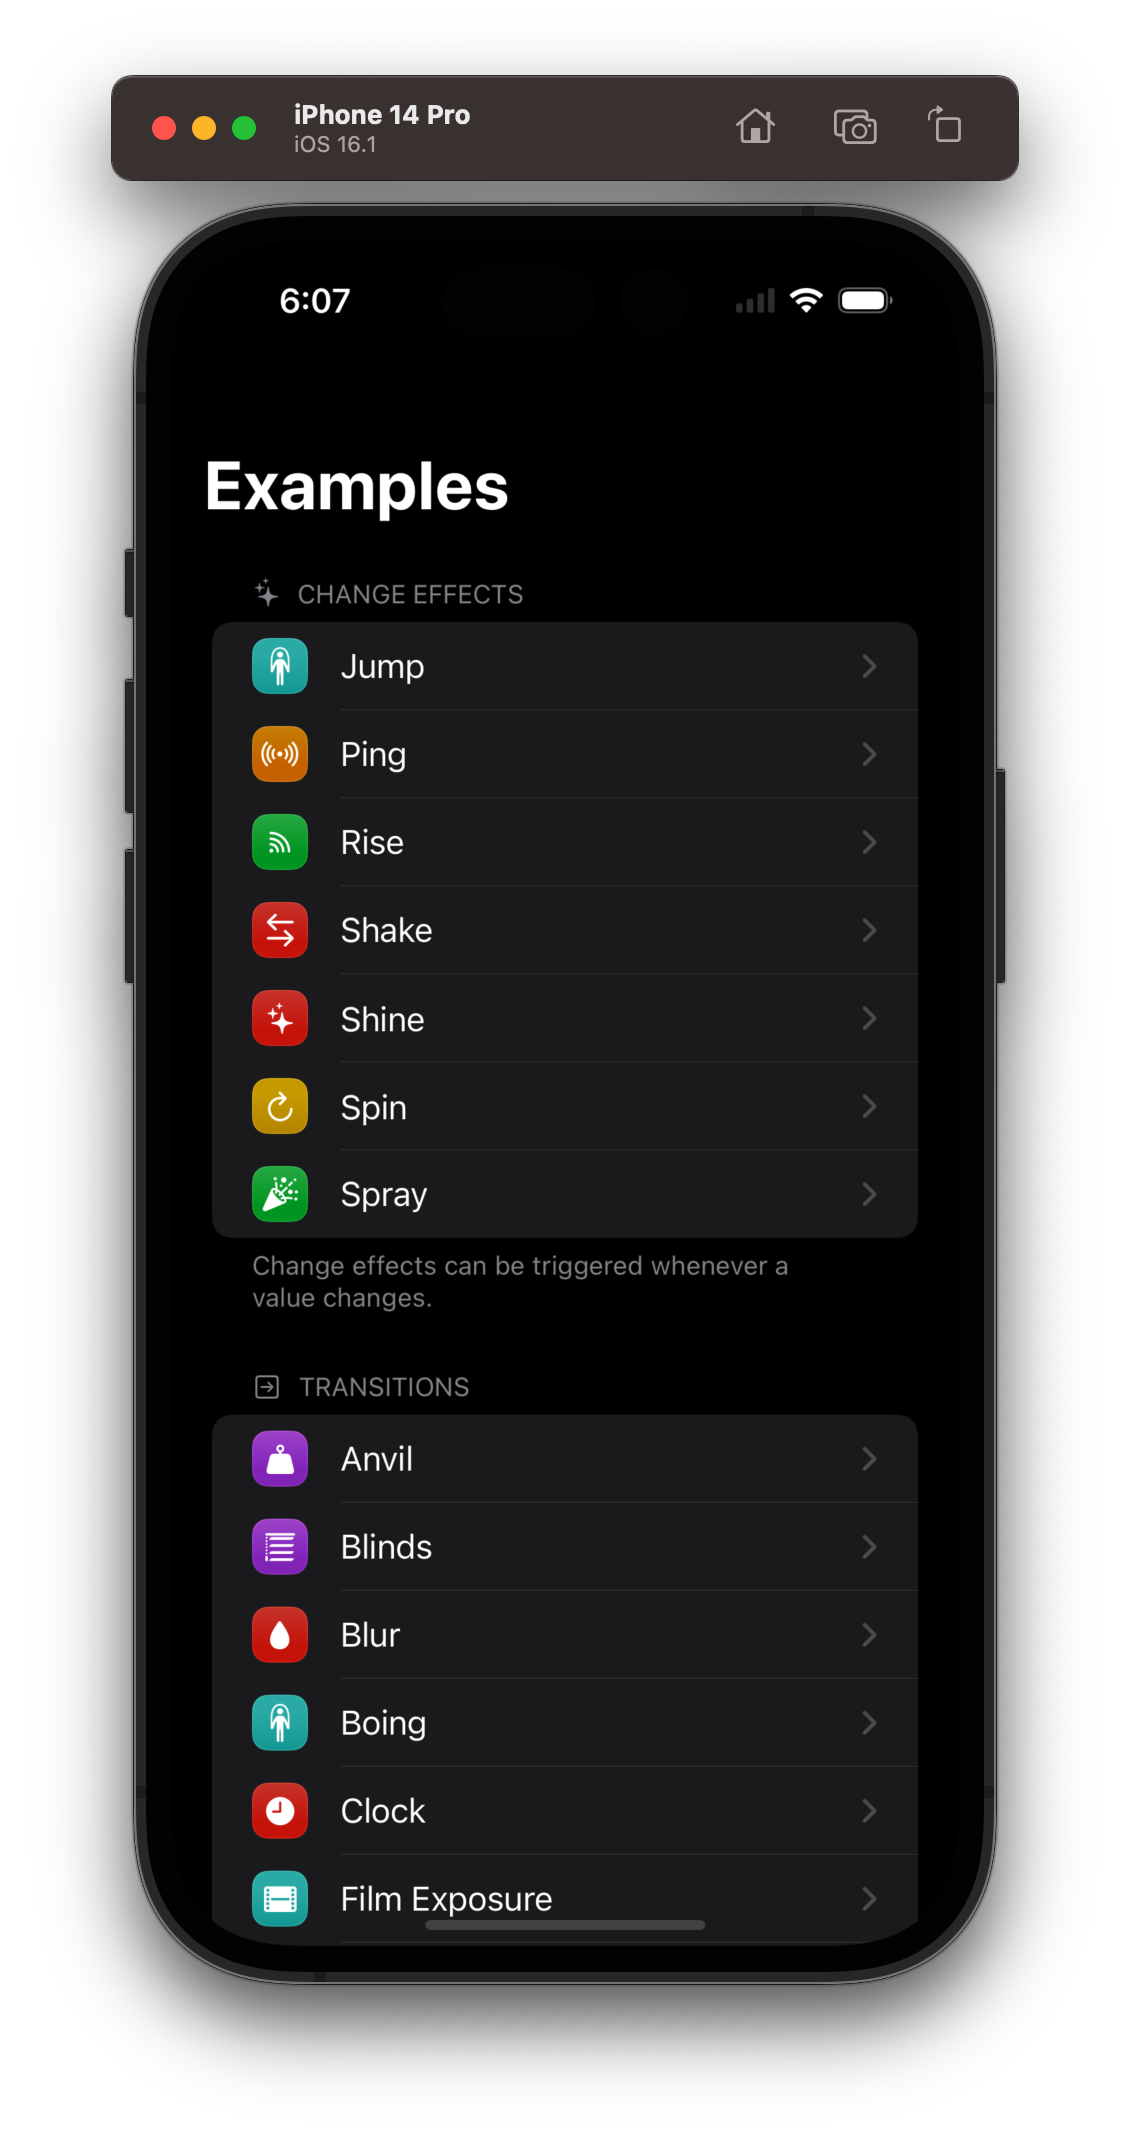 iPhone 14 Pro
iOS 16.1
6:07
Examples
CHANGE EFFECTS
Jump
Ping
Rise
Shake
Shine
Spin
Spray
Change effects can be triggered whenever a
value changes.
TRANSITIONS
Anvil
Blinds
Blur
Boing
Clock
Film Exposure